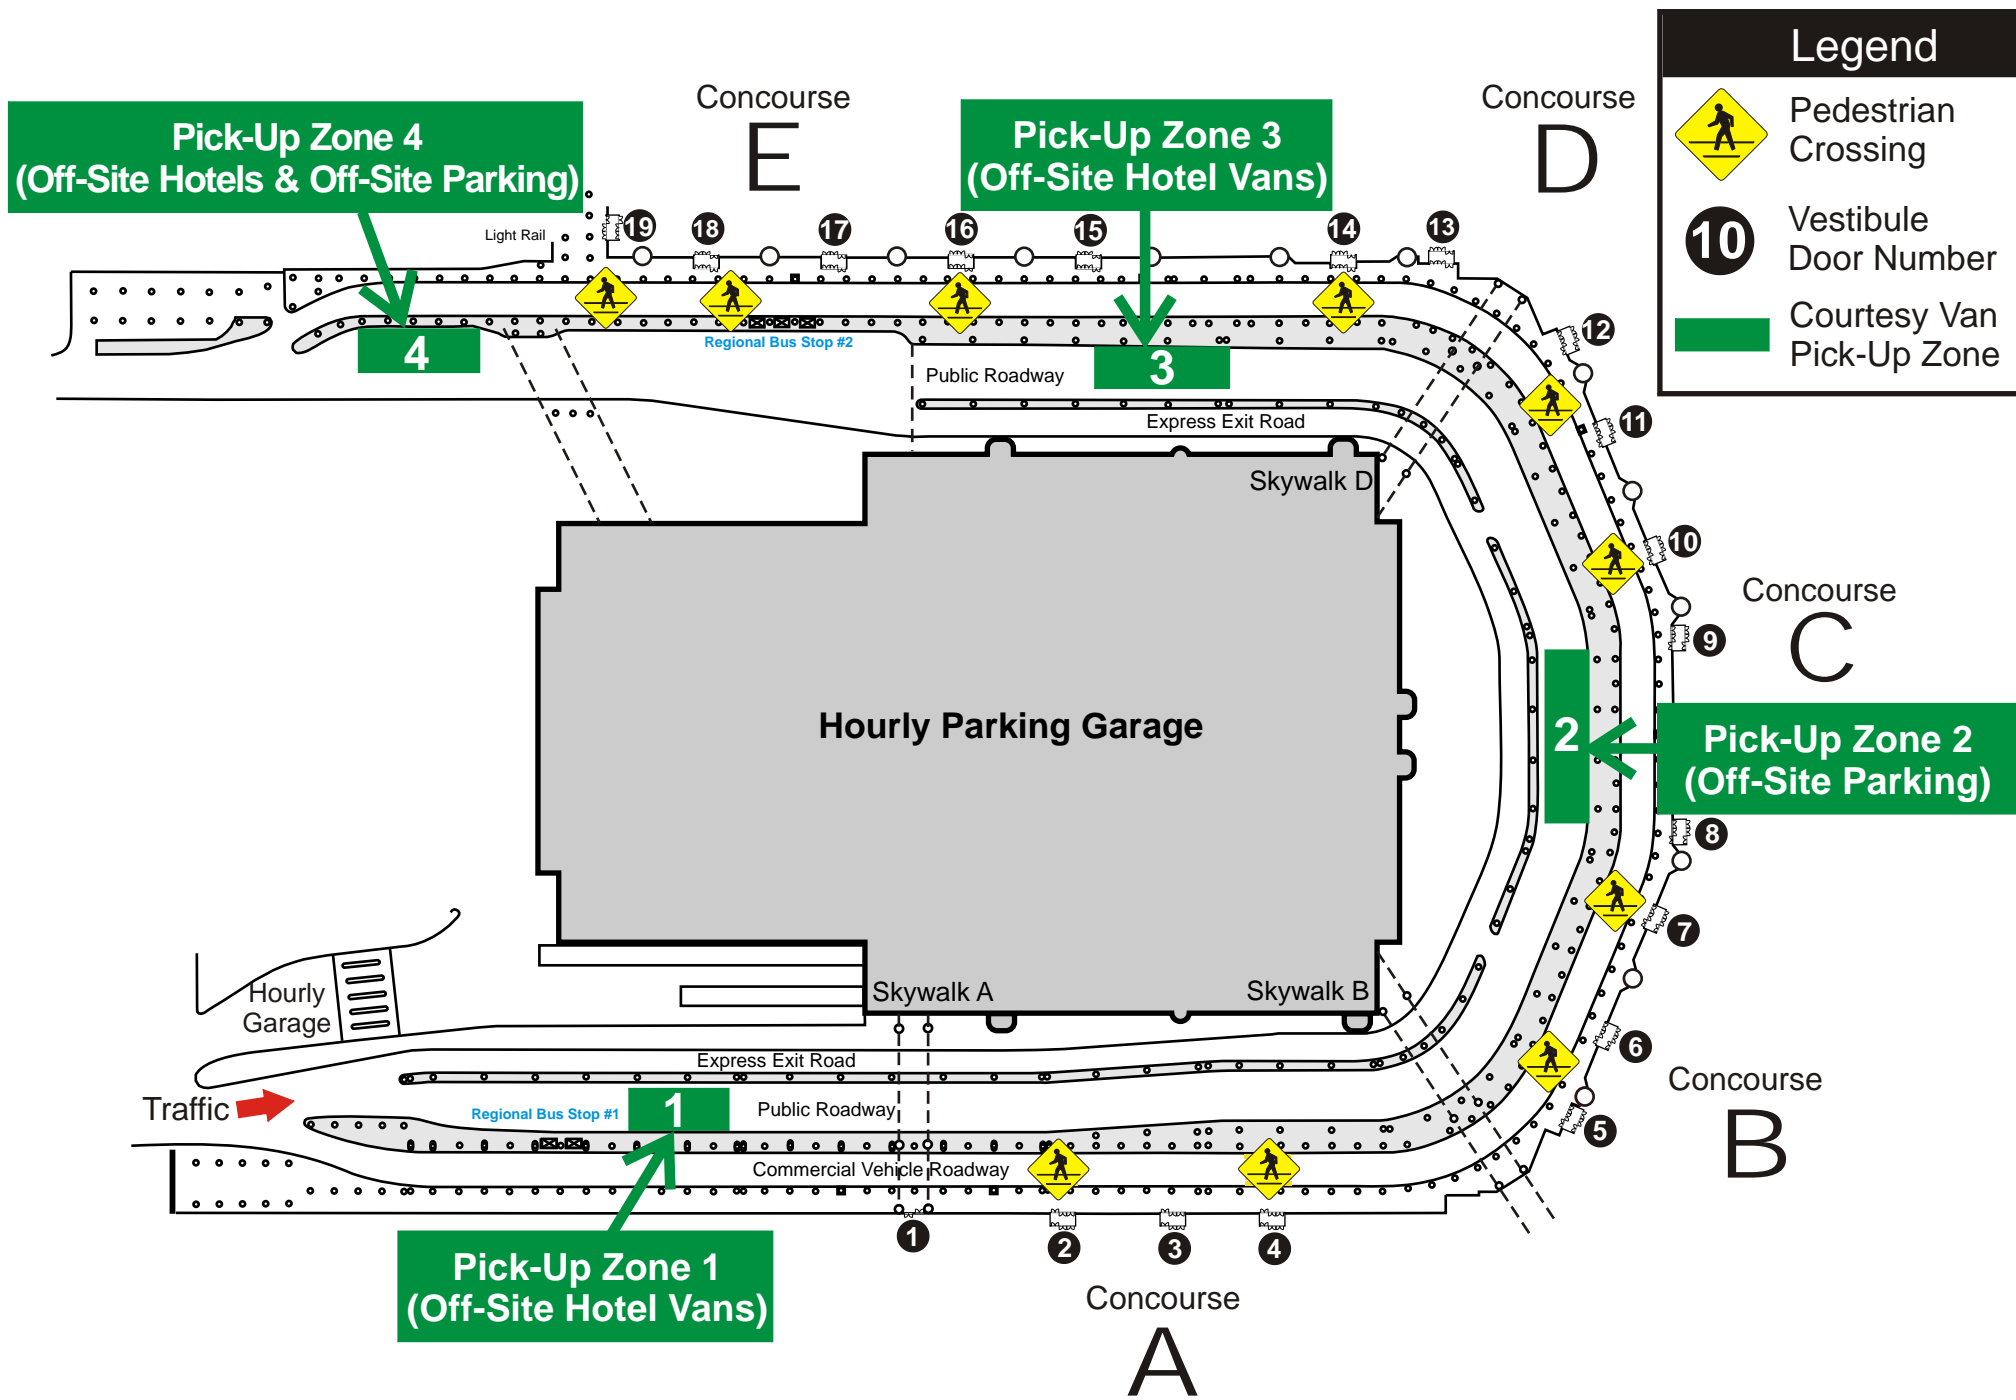 Legend
Pedestrian
Crossing
10
Vestibule
Door Number
Courtesy Van
Pick-Up Zone
Concourse
E
Concourse
D
Pick-Up Zone 4
(Off-Site Hotels & Off-Site Parking)
Pick-Up Zone 3
(Off-Site Hotel Vans)
Light Rail
19
18
17
16
15
14
13
12
11
10
9
8
7
6
5
4
Regional Bus Stop #2
Public Roadway
3
Express Exit Road
Skywalk D
Concourse
C
Hourly Parking Garage
2
Pick-Up Zone 2
(Off-Site Parking)
Skywalk A
Skywalk B
Hourly
Garage
Express Exit Road
Traffic
Regional Bus Stop #1
1
Public Roadway
Commercial Vehicle Roadway
Concourse
B
1
2
3
4
Pick-Up Zone 1
(Off-Site Hotel Vans)
Concourse
A